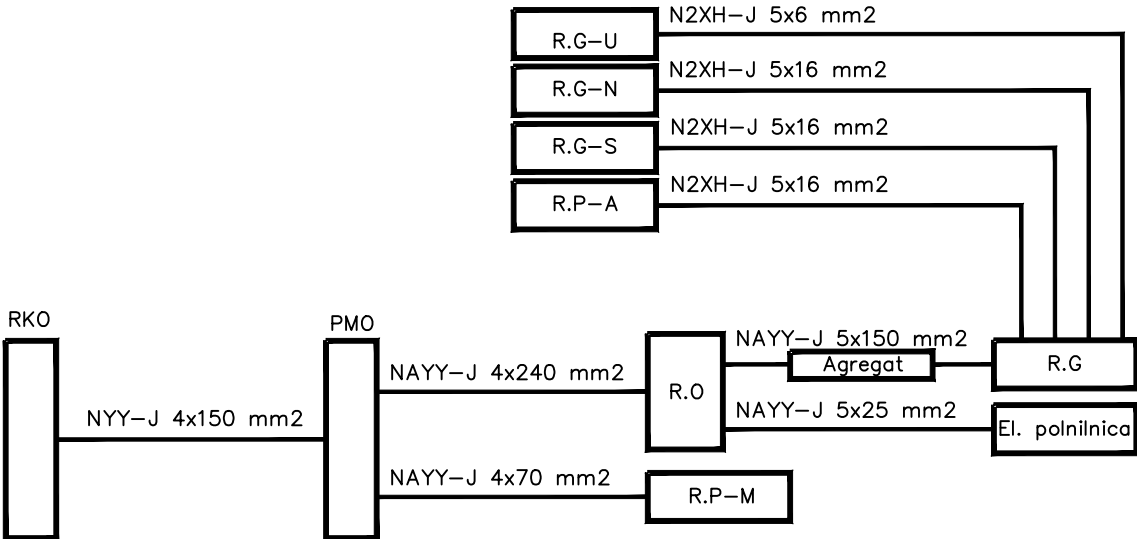 N2XH-J 5x6 mm2
R.G-U
N2XH-J 5x16 mm2
R.G-N
N2XH-J 5x16 mm2
R.G-S
N2XH-J 5x16 mm2
R.P-A
RKO
PMO
NYY-J 4x150 mm2
NAYY-J 4x240 mm2
NAYY-J 4x70 mm2
R.O
R.P-M
NAYY-J 5x150 mm2
Agregat
R.G
NAYY-J 5x25 mm2
El. polnilnica